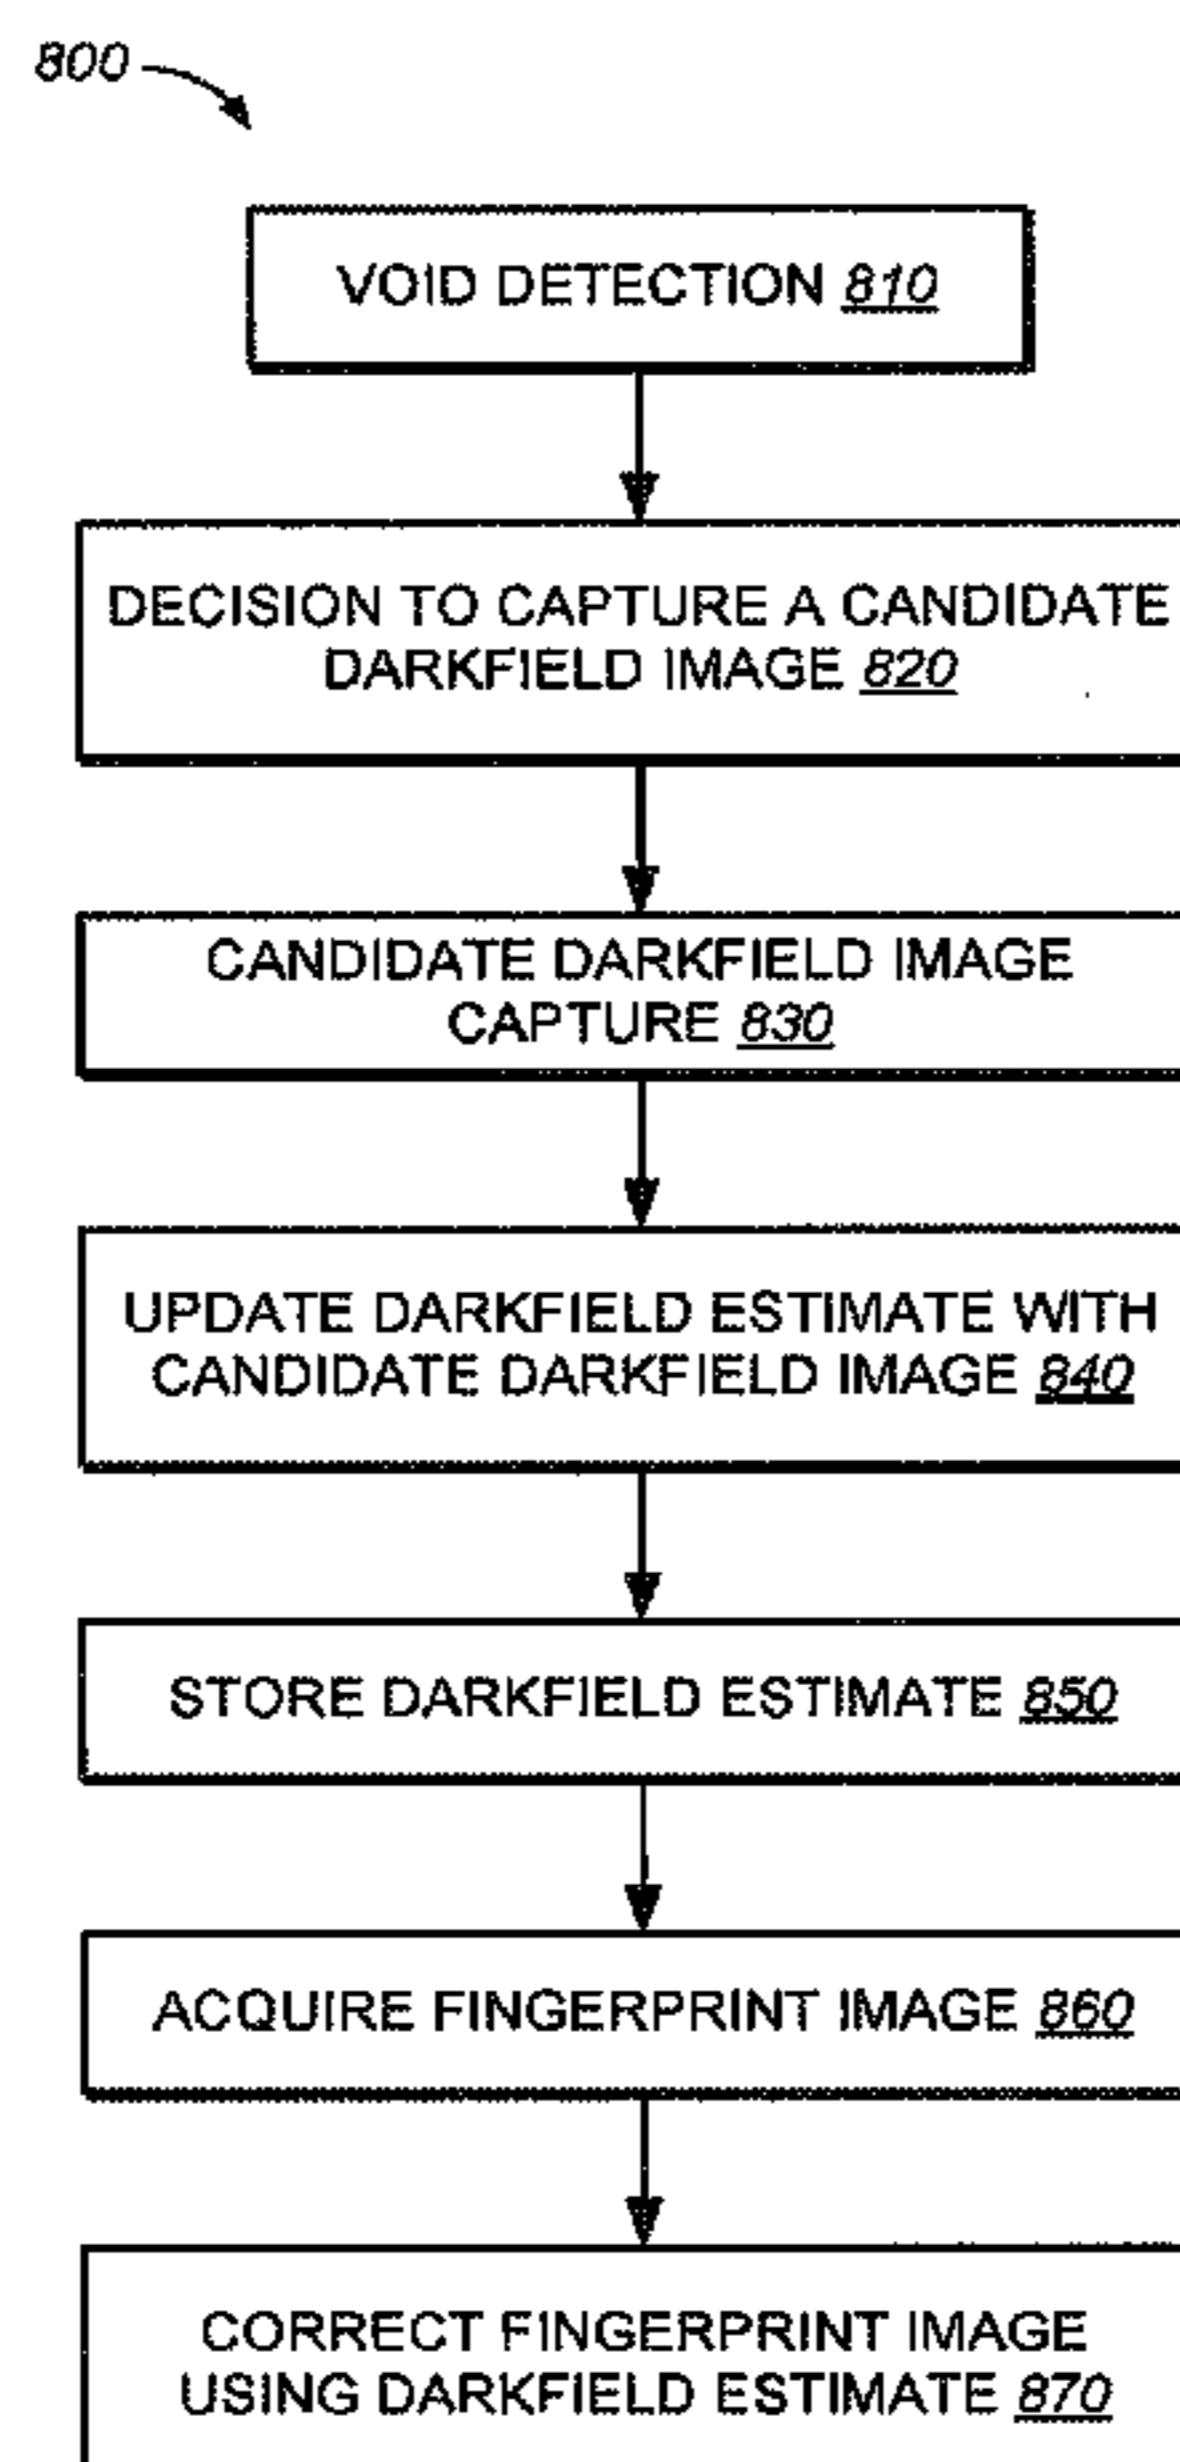 800
VOID DETECTION 810
DECISION TO CAPTURE A CANDIDATE
DARKFIELD IMAGE 820
CANDIDATE DARKFIELD IMAGE
CAPTURE 830
UPDATE DARKFIELD ESTIMATE WITH
CANDIDATE DARKFIELD IMAGE 840
STORE DARKFIELD ESTIMATE 850
ACQUIRE FINGERPRINT IMAGE 860
CORRECT FINGERPRINT IMAGE
USING DARKFIELD ESTIMATE 870